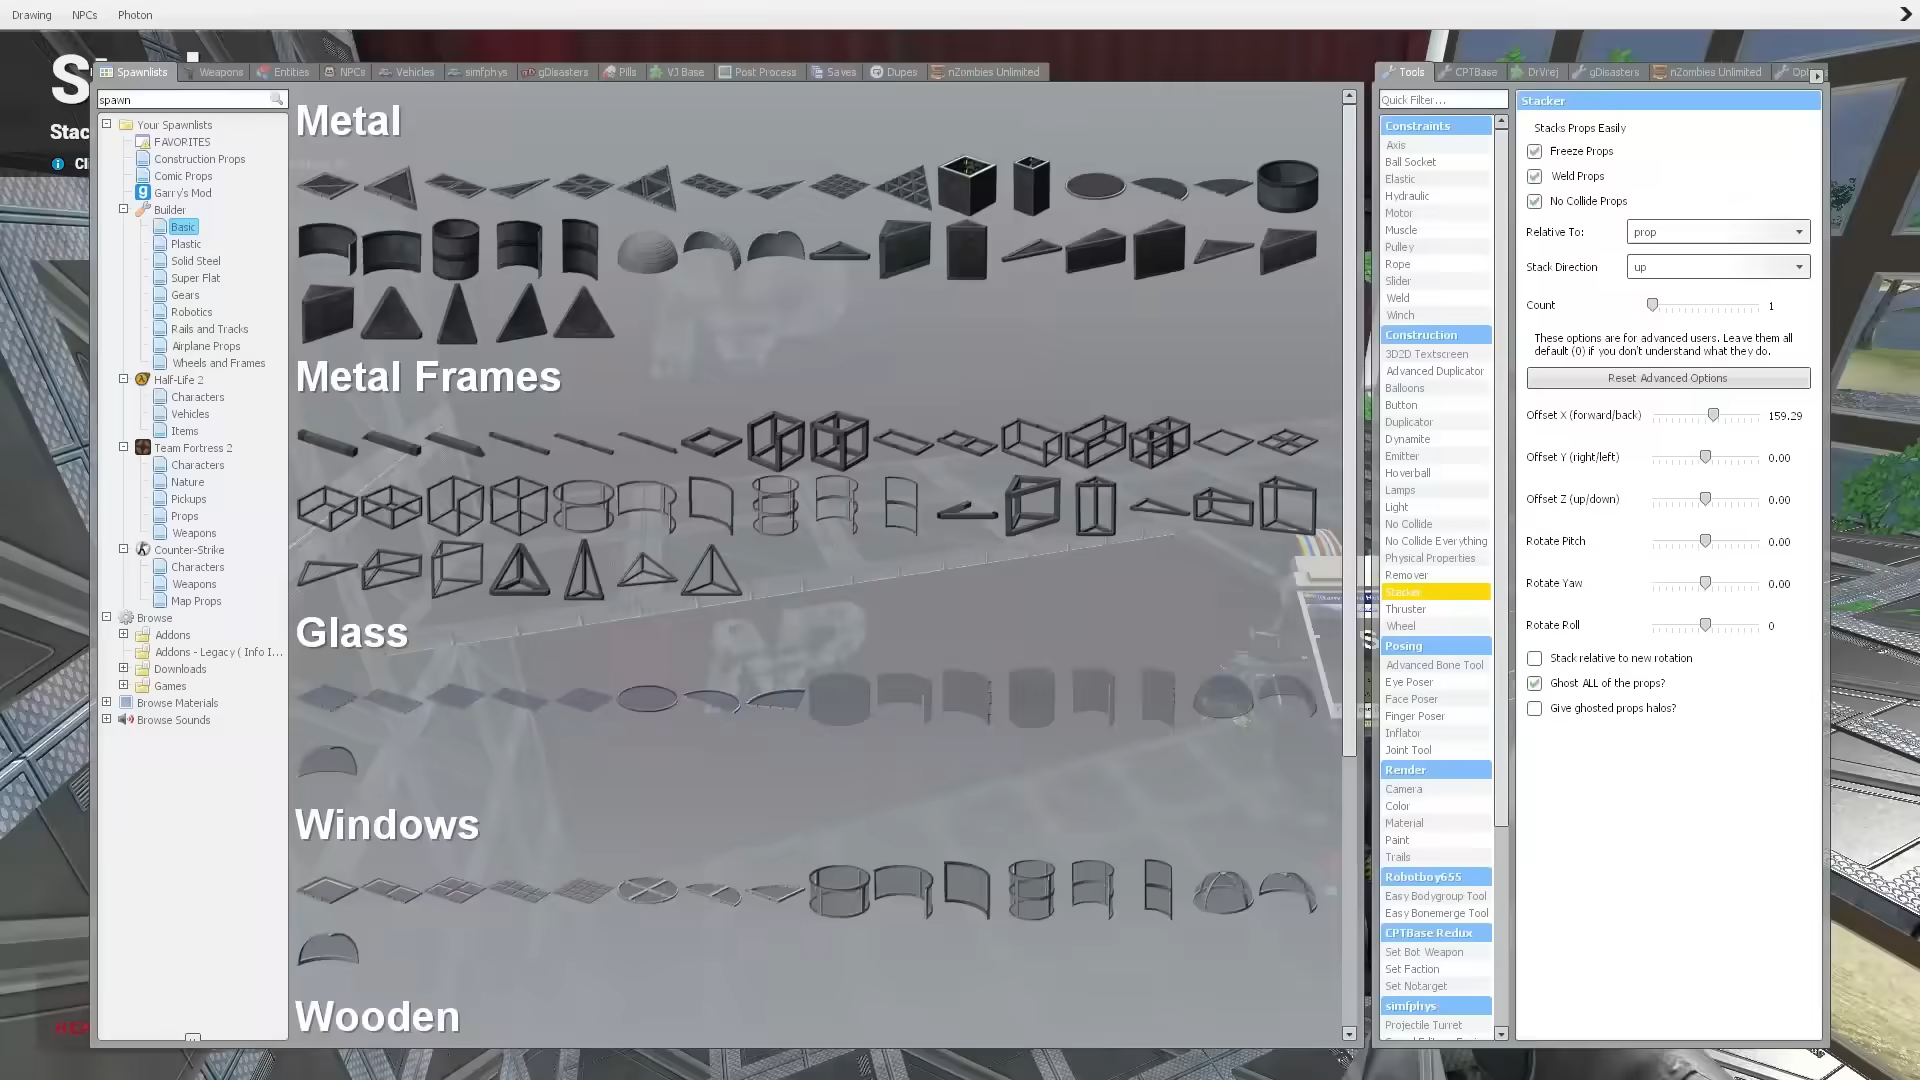 Drawing NPCs Photon
Spawnlists Weapons Entities NPCs Vehicles simfphys gDisasters Pills VJ Base Post Process Saves Dupes nZombies Unlimited
spawn
Your Spawnlists
FAVORITES
Construction Props
Comic Props
Garry's Mod
Builder
Basic
Plastic
Solid Steel
Super Flat
Gears
Robotics
Rails and Tracks
Airplane Props
Wheels and Frames
Half-Life 2
Characters
Vehicles
Items
Team Fortress 2
Characters
Nature
Pickups
Props
Weapons
Counter-Strike
Characters
Weapons
Map Props
Browse
Addons
Addons - Legacy ( Info I...
Downloads
Games
Browse Materials
Browse Sounds
Metal
Metal Frames
Glass
Windows
Wooden
Tools CPTBase DrVrej gDisasters nZombies Unlimited
Quick Filter...
Constraints
Axis
Ball Socket
Elastic
Hydraulic
Motor
Muscle
Pulley
Rope
Slider
Weld
Winch
Construction
3D2D Textscreen
Advanced Duplicator
Balloons
Button
Duplicator
Dynamite
Emitter
Hoverball
Lamps
Light
No Collide
No Collide Everything
Physical Properties
Remover
Stacker
Thruster
Wheel
Posing
Advanced Bone Tool
Eye Poser
Face Poser
Finger Poser
Inflator
Joint Tool
Render
Camera
Color
Material
Paint
Trails
Robotboy655
Easy Bodygroup Tool
Easy Bonemerge Tool
CPTBase Redux
Set Bot Weapon
Set Faction
Set Notarget
simfphys
Projectile Turret
Stacker
Stacks Props Easily
Freeze Props
Weld Props
No Collide Props
Relative To: prop
Stack Direction up
Count 1
These options are for advanced users. Leave them all
default (0) if you don't understand what they do.
Reset Advanced Options
Offset X (forward/back) 159.29
Offset Y (right/left) 0.00
Offset Z (up/down) 0.00
Rotate Pitch 0.00
Rotate Yaw 0.00
Rotate Roll 0
Stack relative to new rotation
Ghost ALL of the props?
Give ghosted props halos?